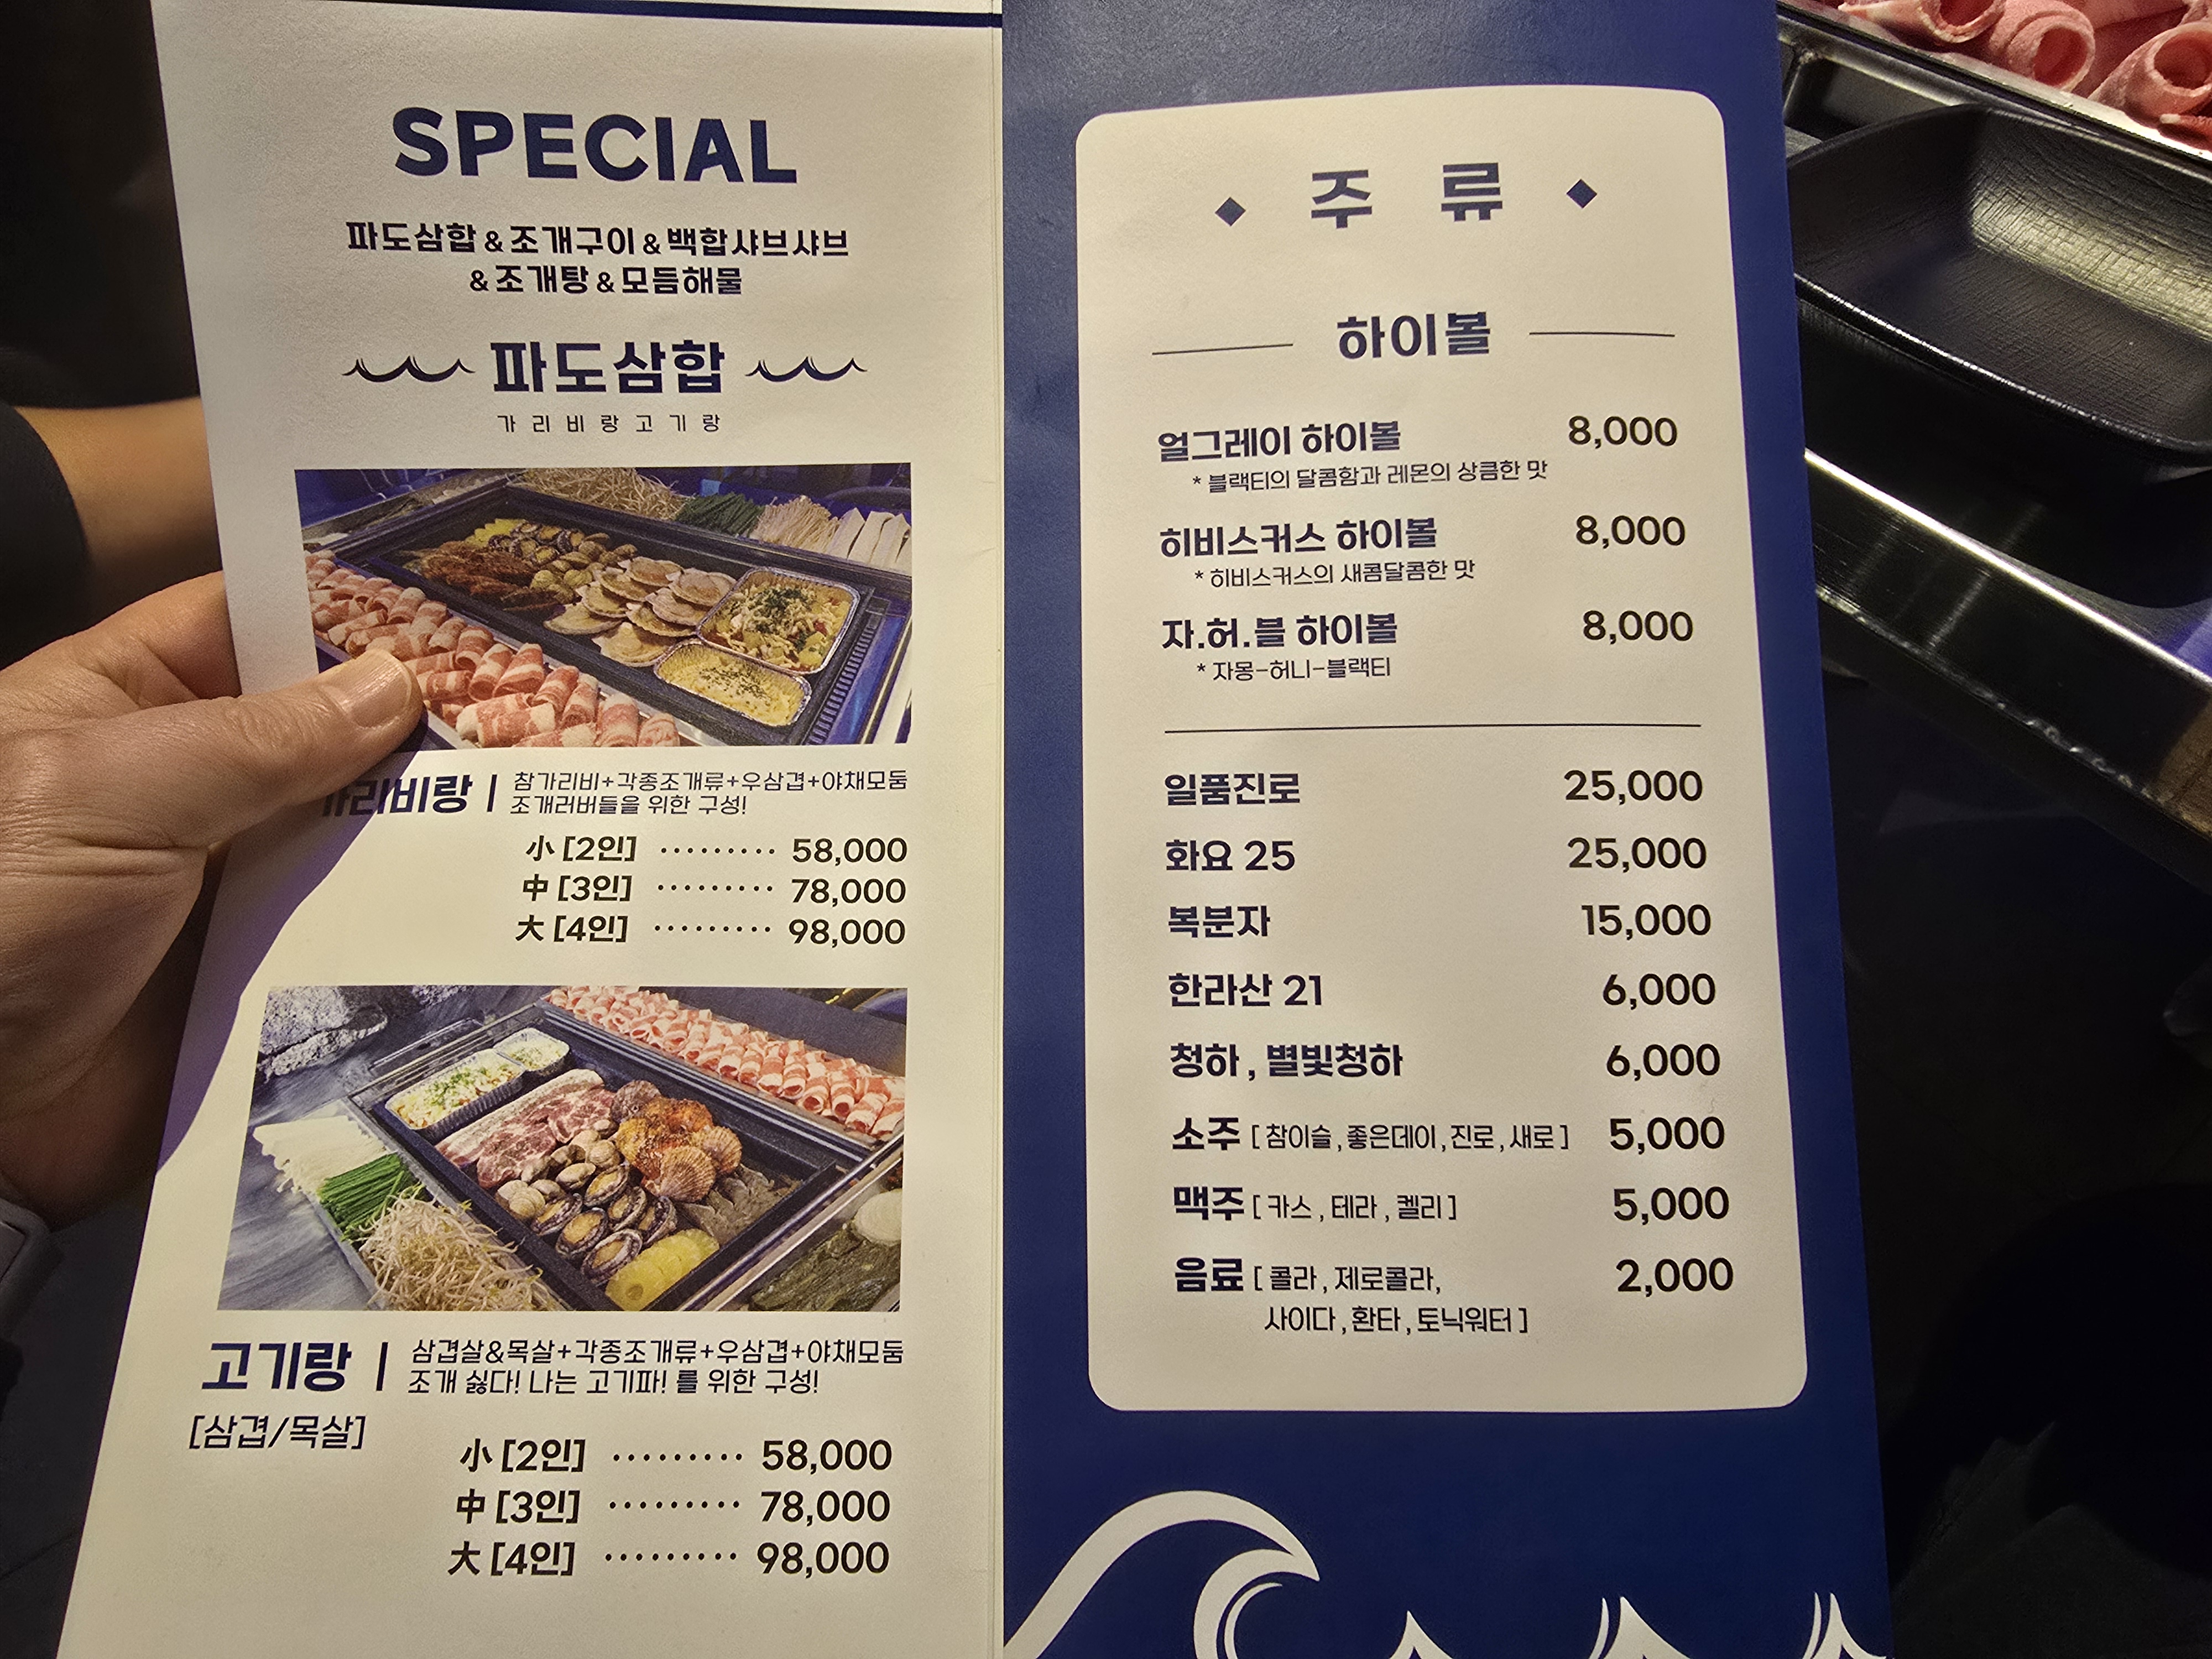 SPECIAL
파도삼합 & 조개구이 & 백합샤브샤브
& 조개탕 & 모듬해물
파도삼합
가리비랑고기랑
가리비랑 | 참가리비+각종조개류+우삼겹+야채모둠
조개러버들을 위한 구성!
小 [2인] ········· 58,000
中 [3인] ········· 78,000
大 [4인] ········· 98,000
고기랑 | 삼겹살&목살+각종조개류+우삼겹+야채모둠
조개 싫다! 나는 고기파! 를 위한 구성!
[삼겹/목살]
小 [2인] ········· 58,000
中 [3인] ········· 78,000
大 [4인] ········· 98,000
◆ 주 류 ◆
하이볼
얼그레이 하이볼 8,000
* 블랙티의 달콤함과 레몬의 상큼한 맛
히비스커스 하이볼 8,000
* 히비스커스의 새콤달콤한 맛
자.허.블 하이볼 8,000
* 자몽-허니-블랙티
일품진로 25,000
화요 25 25,000
복분자 15,000
한라산 21 6,000
청하 , 별빛청하 6,000
소주 [ 참이슬 , 좋은데이 , 진로 , 새로 ] 5,000
맥주 [ 카스 , 테라 , 켈리 ] 5,000
음료 [ 콜라 , 제로콜라, 2,000
사이다 , 환타 , 토닉워터 ]